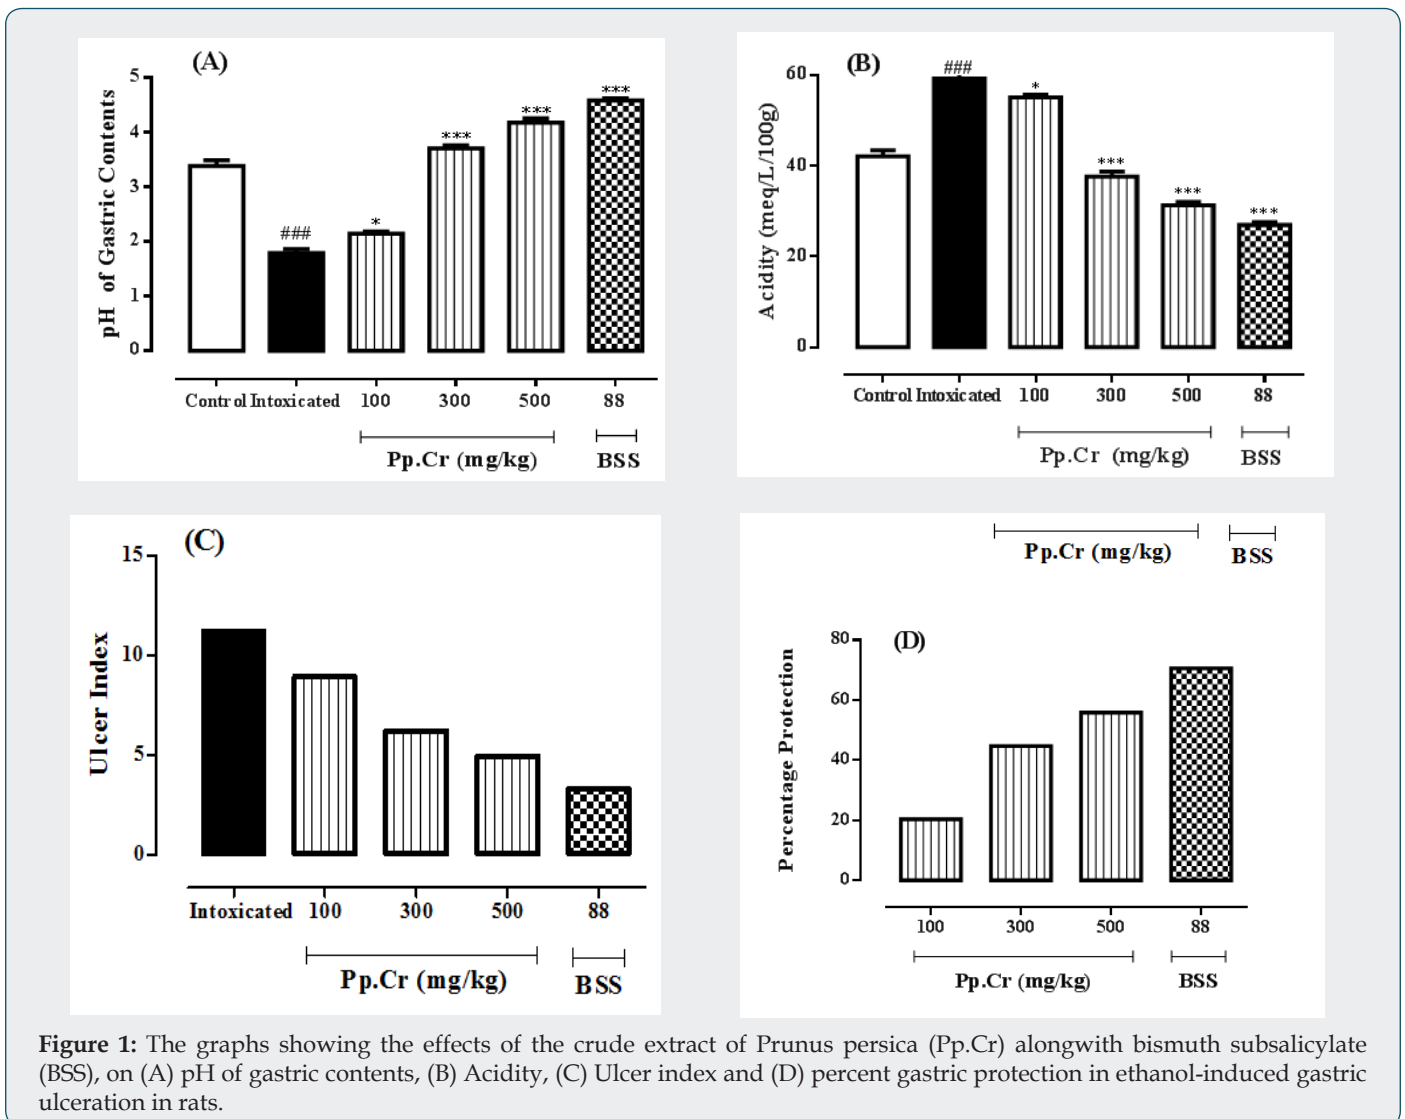 (A)
pH of Gastric Contents
5
4
3
2
1
0
###
*
***
***
***
Control Intoxicated 100 300 500 88
Pp.Cr (mg/kg) BSS
(B)
Acidity (meq/L/100g)
60
40
20
0
###
*
***
***
***
Control Intoxicated 100 300 500 88
Pp.Cr (mg/kg) BSS
(C)
Ulcer Index
15
10
5
0
Intoxicated 100 300 500 88
Pp.Cr (mg/kg) BSS
Pp.Cr (mg/kg) BSS
(D)
Percentage Protection
80
60
40
20
0
100 300 500 88
Pp.Cr (mg/kg) BSS
Figure 1: The graphs showing the effects of the crude extract of Prunus persica (Pp.Cr) alongwith bismuth subsalicylate
(BSS), on (A) pH of gastric contents, (B) Acidity, (C) Ulcer index and (D) percent gastric protection in ethanol-induced gastric
ulceration in rats.